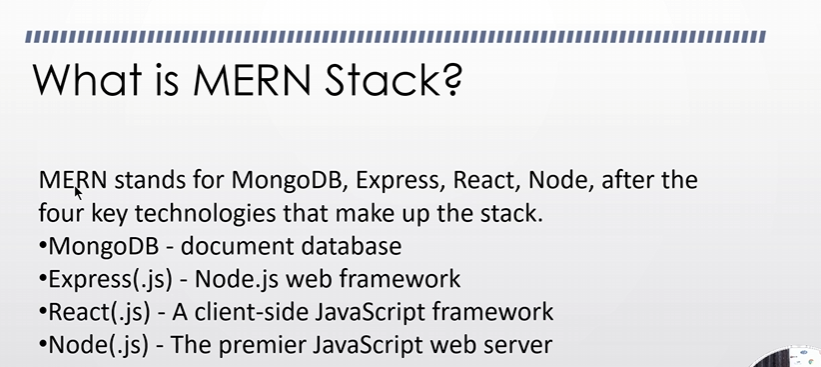 What is MERN Stack?
MERN stands for MongoDB, Express, React, Node, after the
four key technologies that make up the stack.
•MongoDB - document database
•Express(.js) - Node.js web framework
•React(.js) - A client-side JavaScript framework
•Node(.js) - The premier JavaScript web server